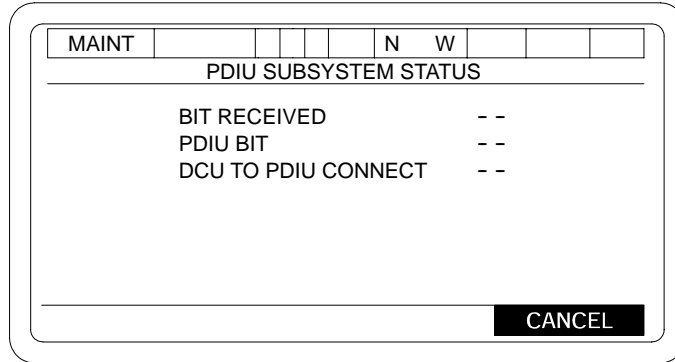 MAINT N W
PDIU SUBSYSTEM STATUS
BIT RECEIVED - -
PDIU BIT - -
DCU TO PDIU CONNECT - -
CANCEL